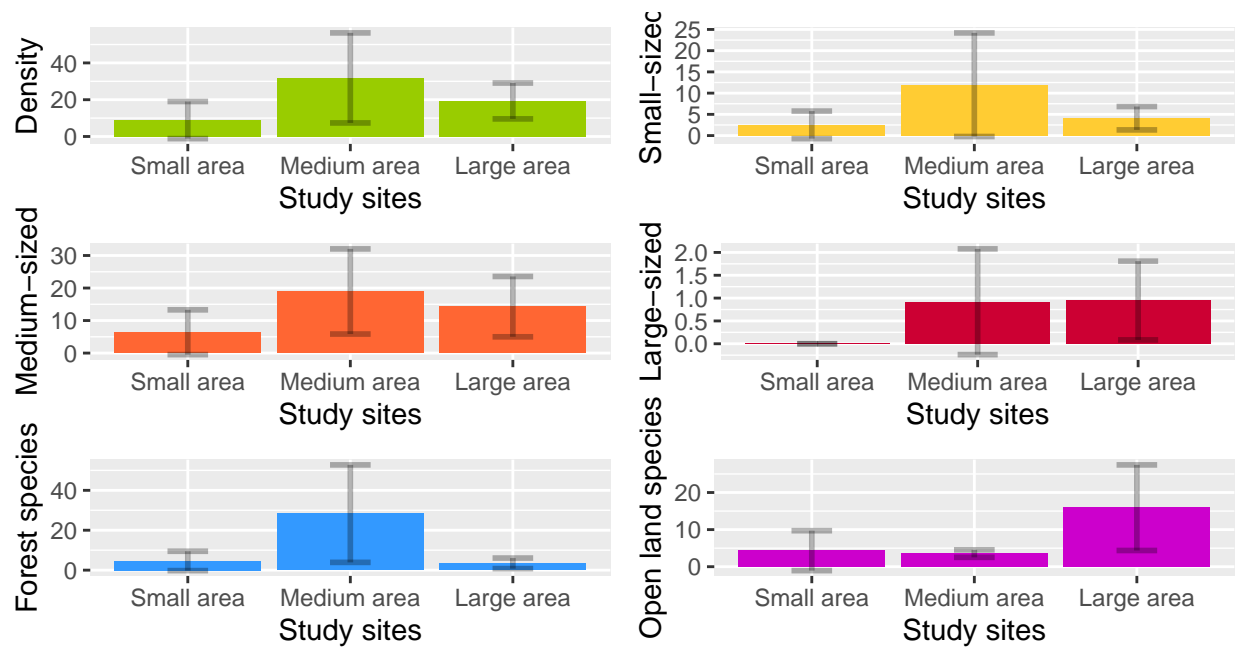 Density
40
20
0
Small area Medium area Large area
Study sites
Small−sized
25
20
15
10
5
0
Small area Medium area Large area
Study sites
Medium−sized
30
20
10
0
Small area Medium area Large area
Study sites
Large−sized
2.0
1.5
1.0
0.5
0.0
Small area Medium area Large area
Study sites
Forest species
40
20
0
Small area Medium area Large area
Study sites
Open land species
20
10
0
Small area Medium area Large area
Study sites